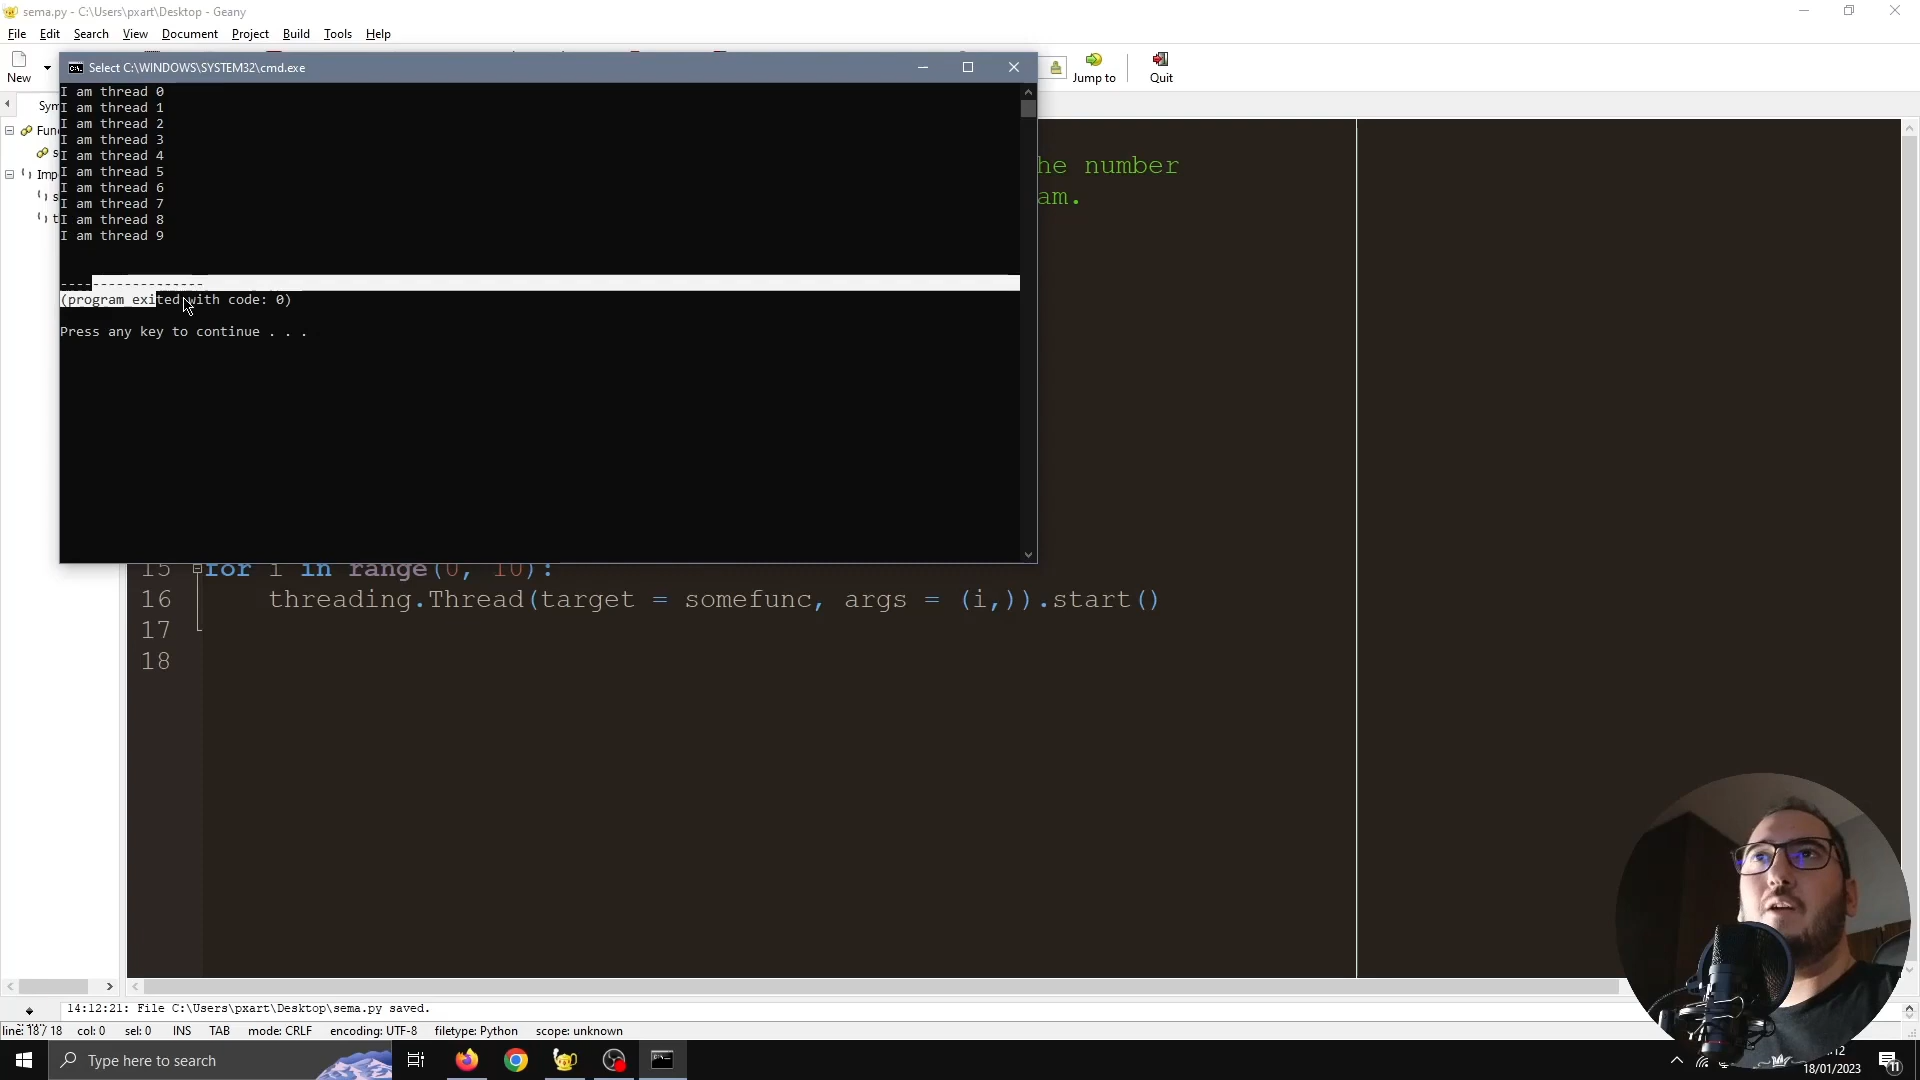 sema.py - C:\Users\pxart\Desktop - Geany
File Edit Search View Document Project Build Tools Help
New
Jump to
Quit
Select C:\WINDOWS\SYSTEM32\cmd.exe
I am thread 0
I am thread 1
I am thread 2
I am thread 3
I am thread 4
I am thread 5
I am thread 6
I am thread 7
I am thread 8
I am thread 9
------------------
(program exited with code: 0)
Press any key to continue . . .
he number
am.
15 for i in range(0, 10):
16 threading.Thread(target = somefunc, args = (i,)).start()
17
18
14:12:21: File C:\Users\pxart\Desktop\sema.py saved.
line: 18 / 18 col: 0 sel: 0 INS TAB mode: CRLF encoding: UTF-8 filetype: Python scope: unknown
Type here to search
18/01/2023
11